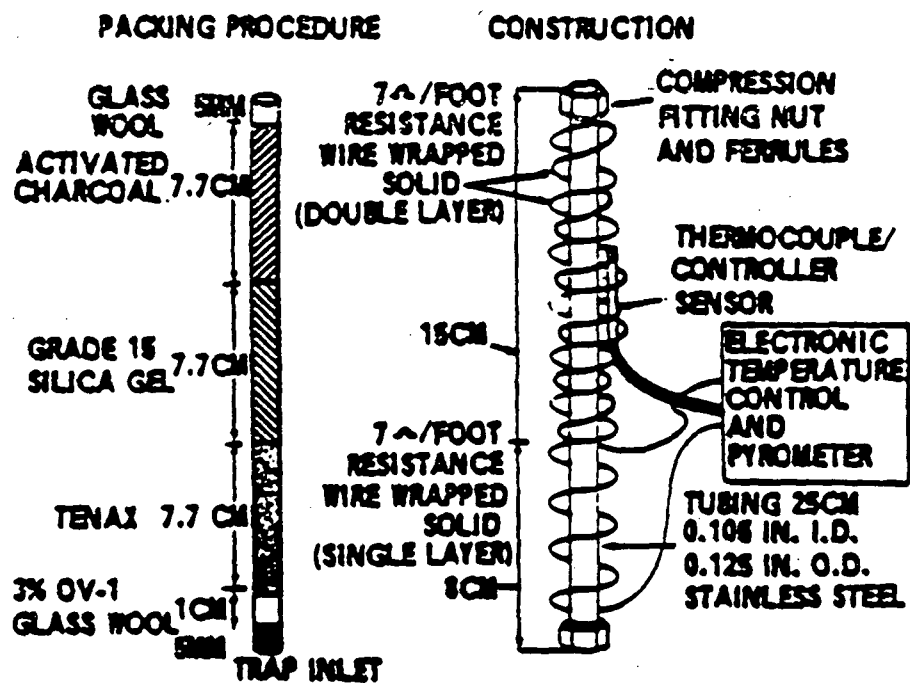 PACKING PROCEDURE
GLASS
WOOL
5MM
ACTIVATED
CHARCOAL 7.7CM
GRADE 15
SILICA GEL 7.7CM
TENAX 7.7 CM
3% OV-1
1CM
GLASS WOOL
5MM
TRAP INLET
CONSTRUCTION
7Ω/FOOT
RESISTANCE
WIRE WRAPPED
SOLID
(DOUBLE LAYER)
15CM
7Ω/FOOT
RESISTANCE
WIRE WRAPPED
SOLID
(SINGLE LAYER)
8CM
COMPRESSION
FITTING NUT
AND FERRULES
THERMOCOUPLE/
CONTROLLER
SENSOR
ELECTRONIC
TEMPERATURE
CONTROL
AND
PYROMETER
TUBING 25CM
0.105 IN. I.D.
0.125 IN. O.D.
STAINLESS STEEL